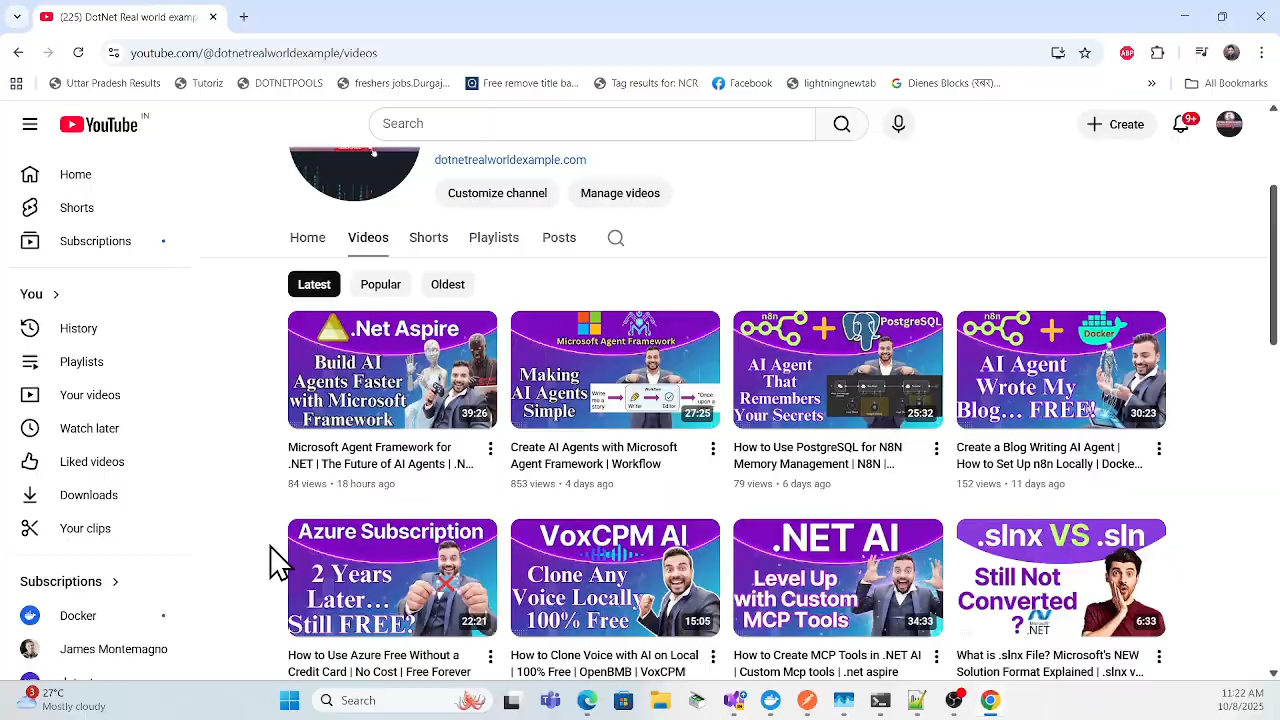 (225) DotNet Real world examp
youtube.com/@dotnetrealworldexample/videos
ABP
Uttar Pradesh Results
Tutoriz
DOTNETPOOLS
freshers jobs.Durgaj...
Free remove title ba...
Tag results for: NCR
Facebook
lightningnewtab
Dienes Blocks (रंबर)...
»
All Bookmarks
YouTube IN
Search
Create
9+
dotnetrealworldexample.com
Customize channel
Manage videos
Home
Shorts
Subscriptions
You
History
Playlists
Your videos
Watch later
Liked videos
Downloads
Your clips
Subscriptions
Docker
James Montemagno
Home
Videos
Shorts
Playlists
Posts
Latest
Popular
Oldest
.Net Aspire
Build AI
Agents Faster
with Microsoft
Framework
39:26
Microsoft Agent Framework for
.NET | The Future of AI Agents | .N...
84 views • 18 hours ago
Microsoft Agent Framework
Making
AI Agents
Simple
Workflow
Write me a story
Writer
Editor
"Once upon a
27:25
Create AI Agents with Microsoft
Agent Framework | Workflow
853 views • 4 days ago
n8n
+
PostgreSQL
AI Agent
That
Remembers
Your Secrets
25:32
How to Use PostgreSQL for N8N
Memory Management | N8N |...
79 views • 6 days ago
n8n
+
Docker
AI Agent
Wrote My
Blog... FREE!
30:23
Create a Blog Writing AI Agent |
How to Set Up n8n Locally | Docke...
152 views • 11 days ago
Azure Subscription
2 Years
Later...
Still FREE?
22:21
How to Use Azure Free Without a
Credit Card | No Cost | Free Forever
VoxCPM AI
Clone Any
Voice Locally
100% Free
15:05
How to Clone Voice with AI on Local
| 100% Free | OpenBMB | VoxCPM
.NET AI
Level Up
with Custom
MCP Tools
34:33
How to Create MCP Tools in .NET AI
| Custom Mcp tools | .net aspire
.slnx VS .sln
Still Not
Converted
?
Microsoft
.NET
6:33
What is .slnx File? Microsoft's NEW
Solution Format Explained | .slnx v...
3
27°C
Mostly cloudy
Search
11:22 AM
10/8/2025